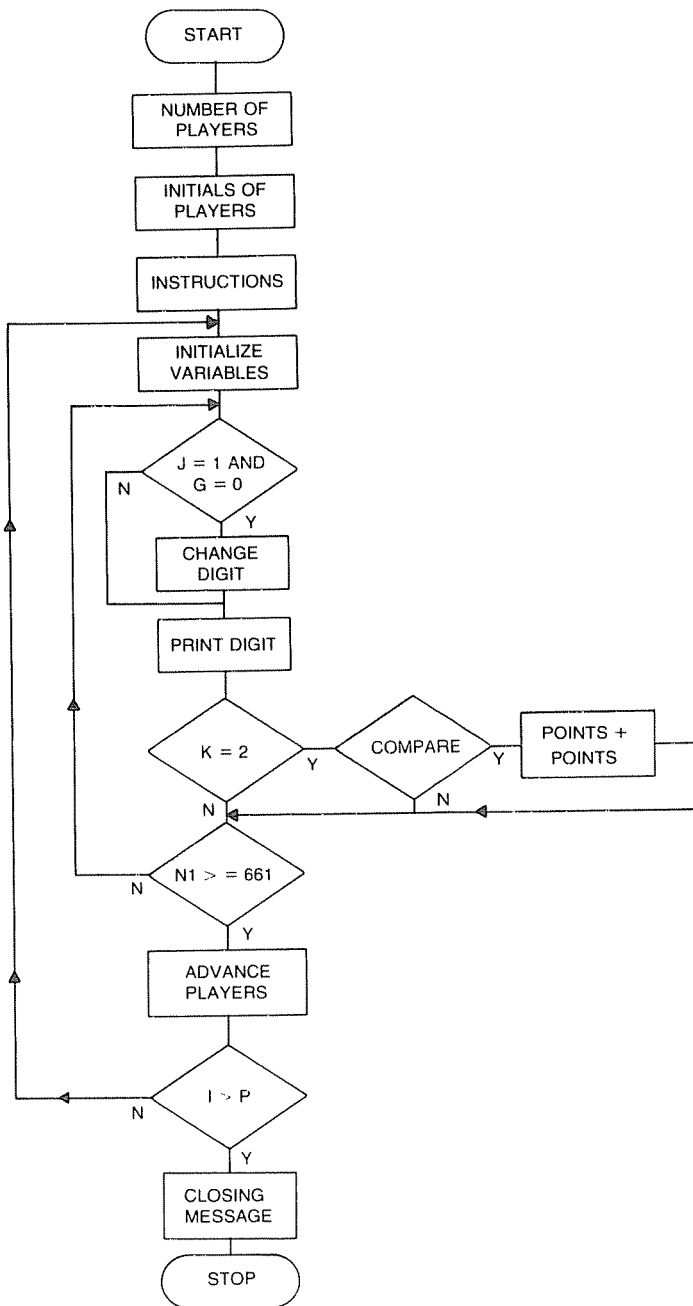 START
NUMBER OF
PLAYERS
INITIALS OF
PLAYERS
INSTRUCTIONS
INITIALIZE
VARIABLES
J = 1 AND
G = 0
N
Y
CHANGE
DIGIT
PRINT DIGIT
K = 2
Y
COMPARE
Y
POINTS +
POINTS
N
N
N1 > = 661
N
Y
ADVANCE
PLAYERS
I > P
N
Y
CLOSING
MESSAGE
STOP